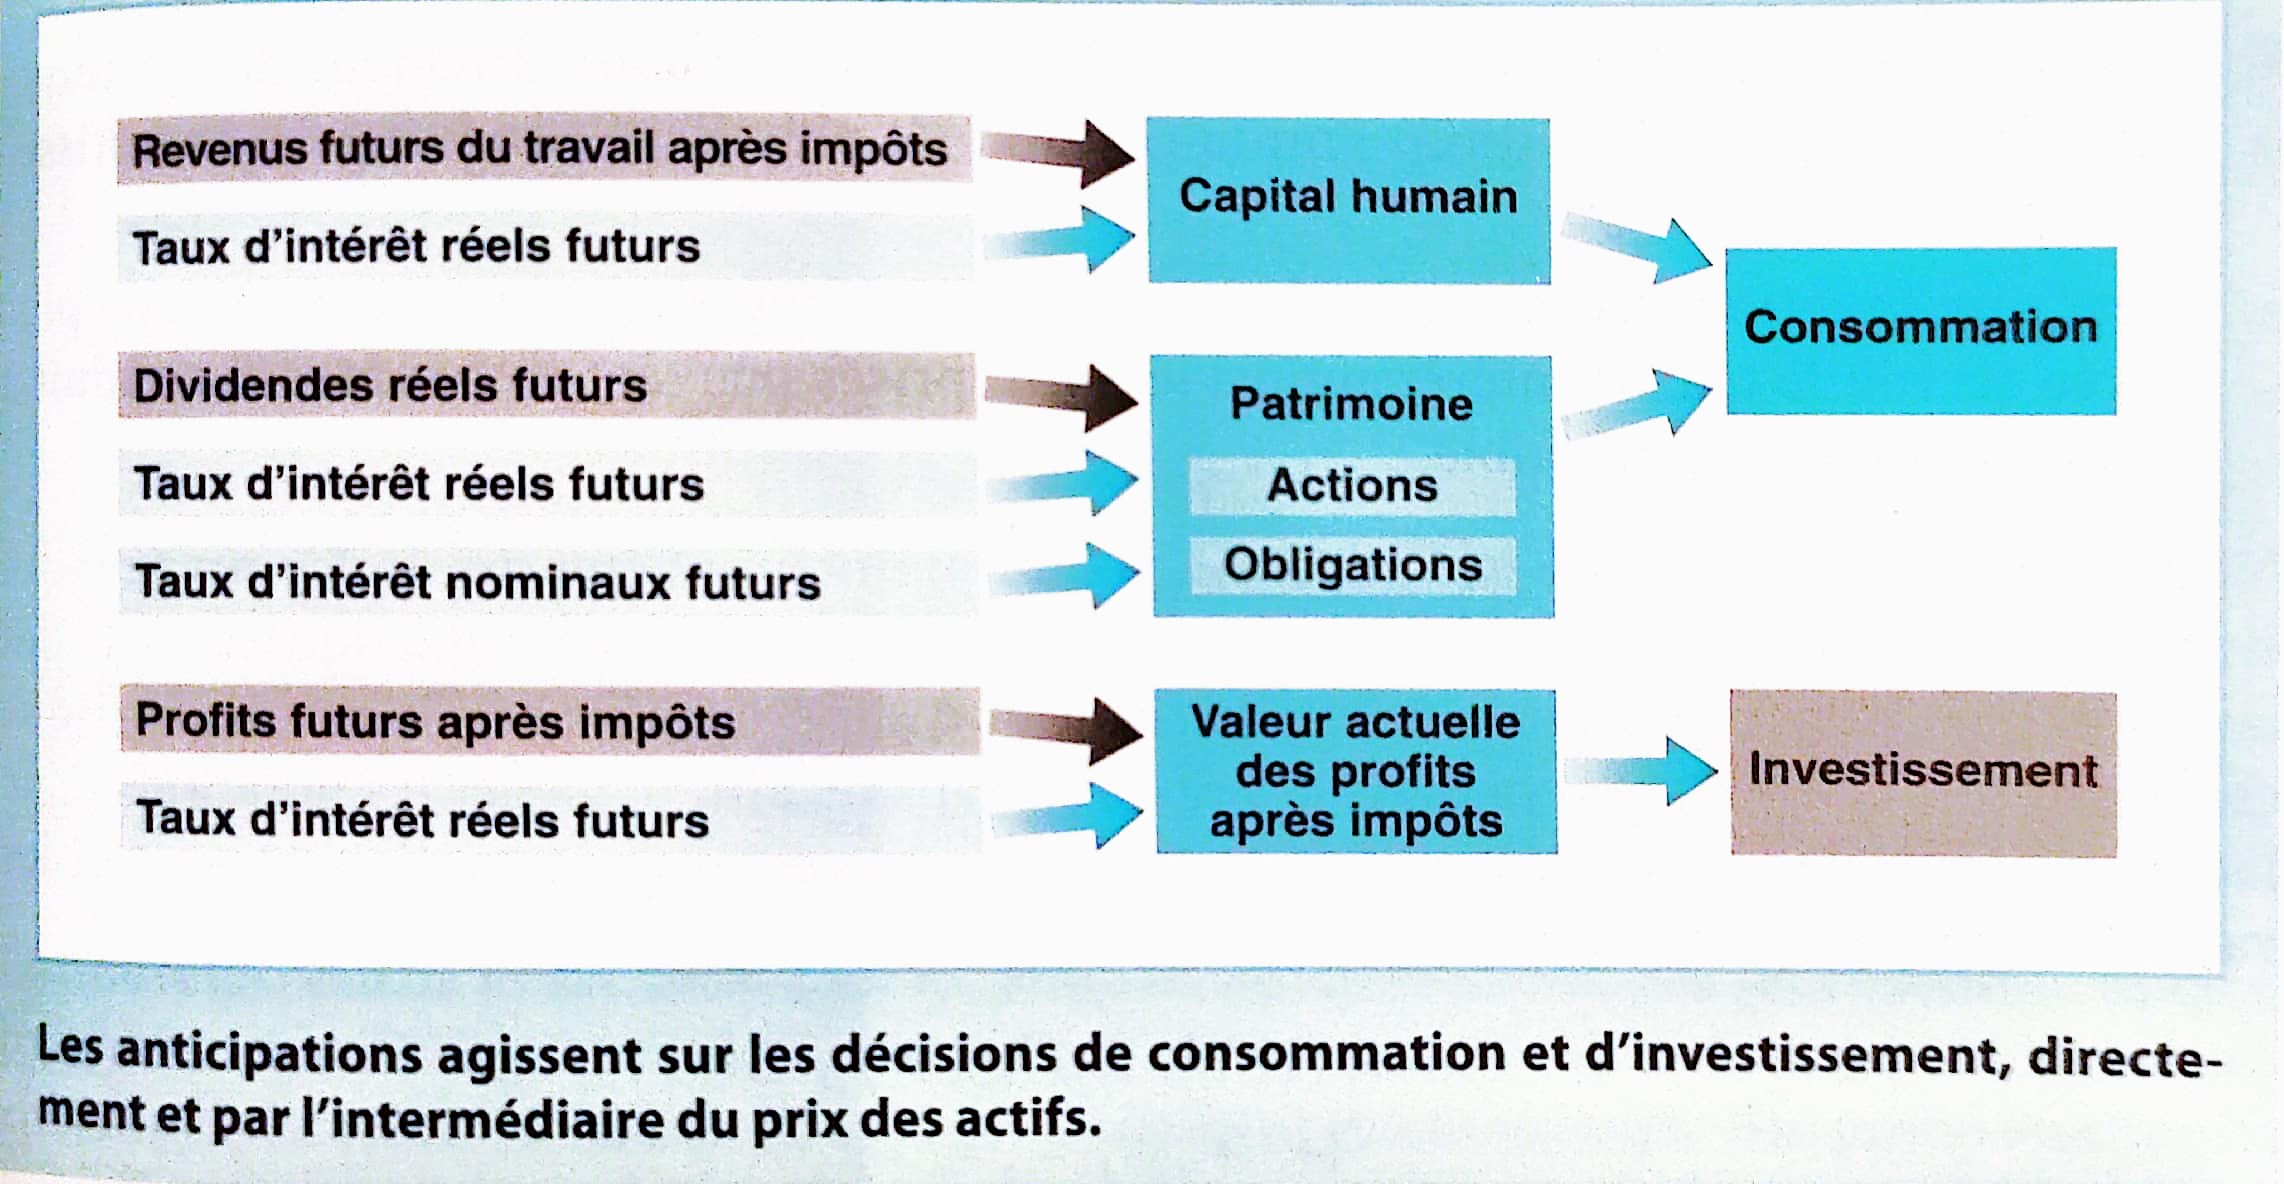 Revenus futurs du travail après impôts
Taux d'intérêt réels futurs
Capital humain
Consommation
Dividendes réels futurs
Taux d'intérêt réels futurs
Taux d'intérêt nominaux futurs
Patrimoine
Actions
Obligations
Profits futurs après impôts
Taux d'intérêt réels futurs
Valeur actuelle
des profits
après impôts
Investissement
Les anticipations agissent sur les décisions de consommation et d'investissement, directe-
ment et par l'intermédiaire du prix des actifs.